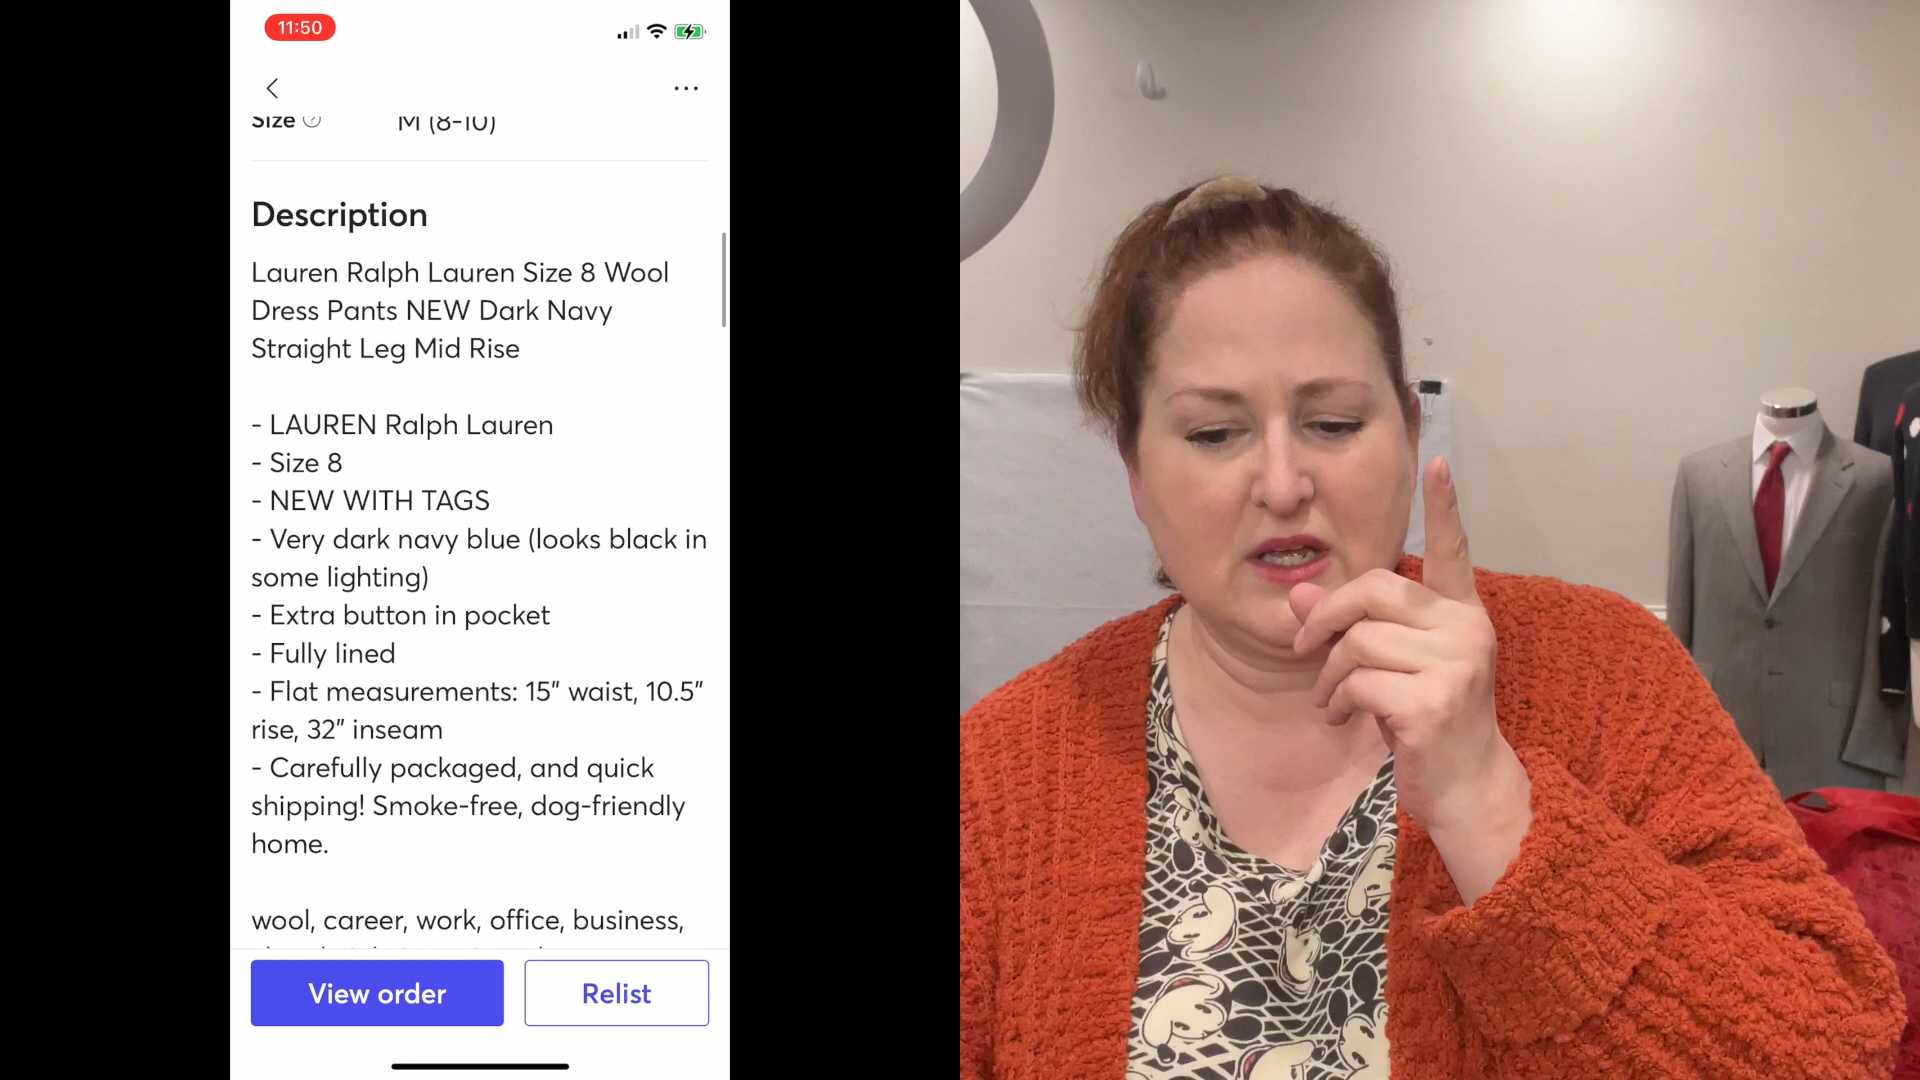 11:50
Size
M (8-10)
Description
Lauren Ralph Lauren Size 8 Wool
Dress Pants NEW Dark Navy
Straight Leg Mid Rise
- LAUREN Ralph Lauren
- Size 8
- NEW WITH TAGS
- Very dark navy blue (looks black in
some lighting)
- Extra button in pocket
- Fully lined
- Flat measurements: 15” waist, 10.5”
rise, 32” inseam
- Carefully packaged, and quick
shipping! Smoke-free, dog-friendly
home.
wool, career, work, office, business,
View order
Relist